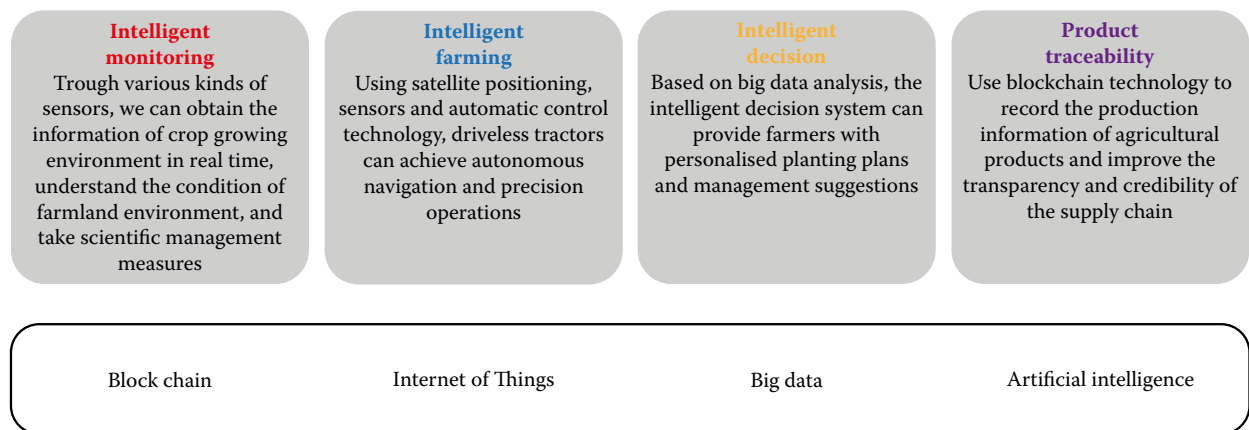 Intelligent
monitoring
Trough various kinds of
sensors, we can obtain the
information of crop growing
environment in real time,
understand the condition of
farmland environment, and
take scientific management
measures
Intelligent
farming
Using satellite positioning,
sensors and automatic control
technology, driveless tractors
can achieve autonomous
navigation and precision
operations
Intelligent
decision
Based on big data analysis, the
intelligent decision system can
provide farmers with
personalised planting plans
and management suggestions
Product
traceability
Use blockchain technology to
record the production
information of agricultural
products and improve the
transparency and credibility of
the supply chain
Block chain
Internet of Things
Big data
Artificial intelligence